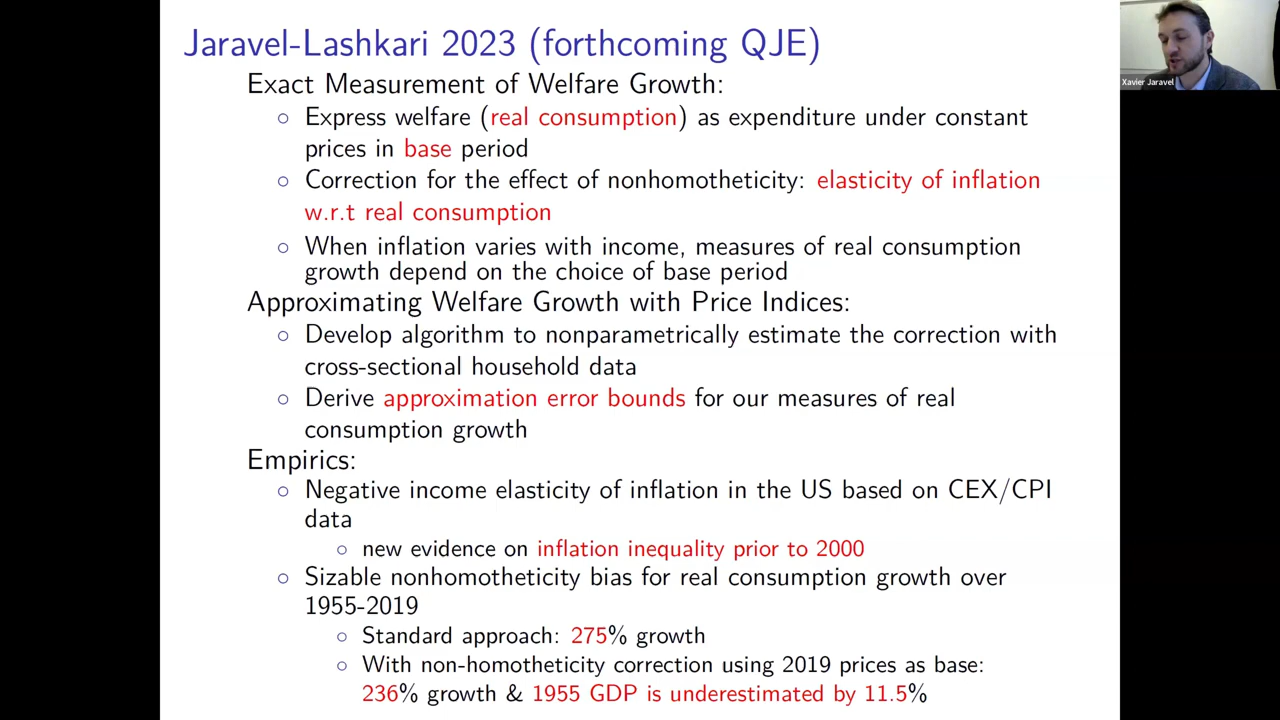 Jaravel-Lashkari 2023 (forthcoming QJE)
Xavier Jaravel
Exact Measurement of Welfare Growth:
○ Express welfare (real consumption) as expenditure under constant
prices in base period
○ Correction for the effect of nonhomotheticity: elasticity of inflation
w.r.t real consumption
○ When inflation varies with income, measures of real consumption
growth depend on the choice of base period
Approximating Welfare Growth with Price Indices:
○ Develop algorithm to nonparametrically estimate the correction with
cross-sectional household data
○ Derive approximation error bounds for our measures of real
consumption growth
Empirics:
○ Negative income elasticity of inflation in the US based on CEX/CPI
data
○ new evidence on inflation inequality prior to 2000
○ Sizable nonhomotheticity bias for real consumption growth over
1955-2019
○ Standard approach: 275% growth
○ With non-homotheticity correction using 2019 prices as base:
236% growth & 1955 GDP is underestimated by 11.5%